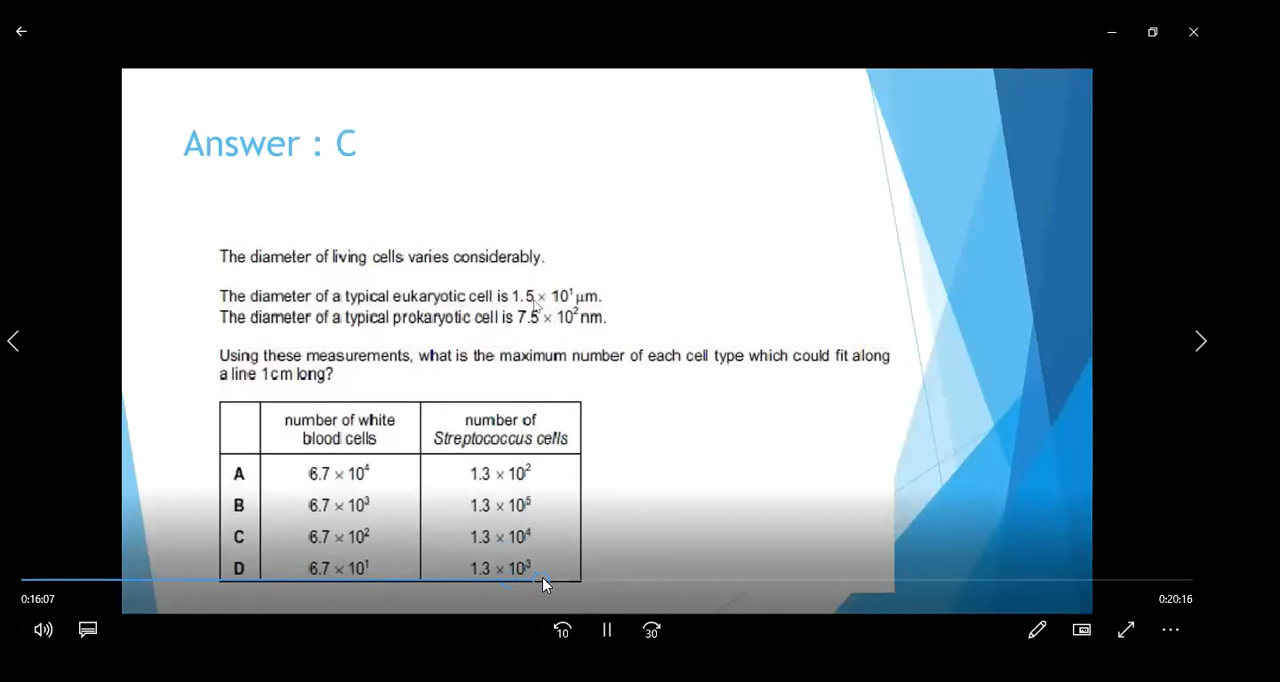 Answer : C
The diameter of living cells varies considerably.
The diameter of a typical eukaryotic cell is 1.5 × 10¹ μm.
The diameter of a typical prokaryotic cell is 7.5 × 10² nm.
Using these measurements, what is the maximum number of each cell type which could fit along
a line 1cm long?
number of white blood cells number of Streptococcus cells
A 6.7 × 10⁴ 1.3 × 10²
B 6.7 × 10³ 1.3 × 10⁵
C 6.7 × 10² 1.3 × 10⁴
D 6.7 × 10¹ 1.3 × 10³
0:16:07 0:20:16
10 30